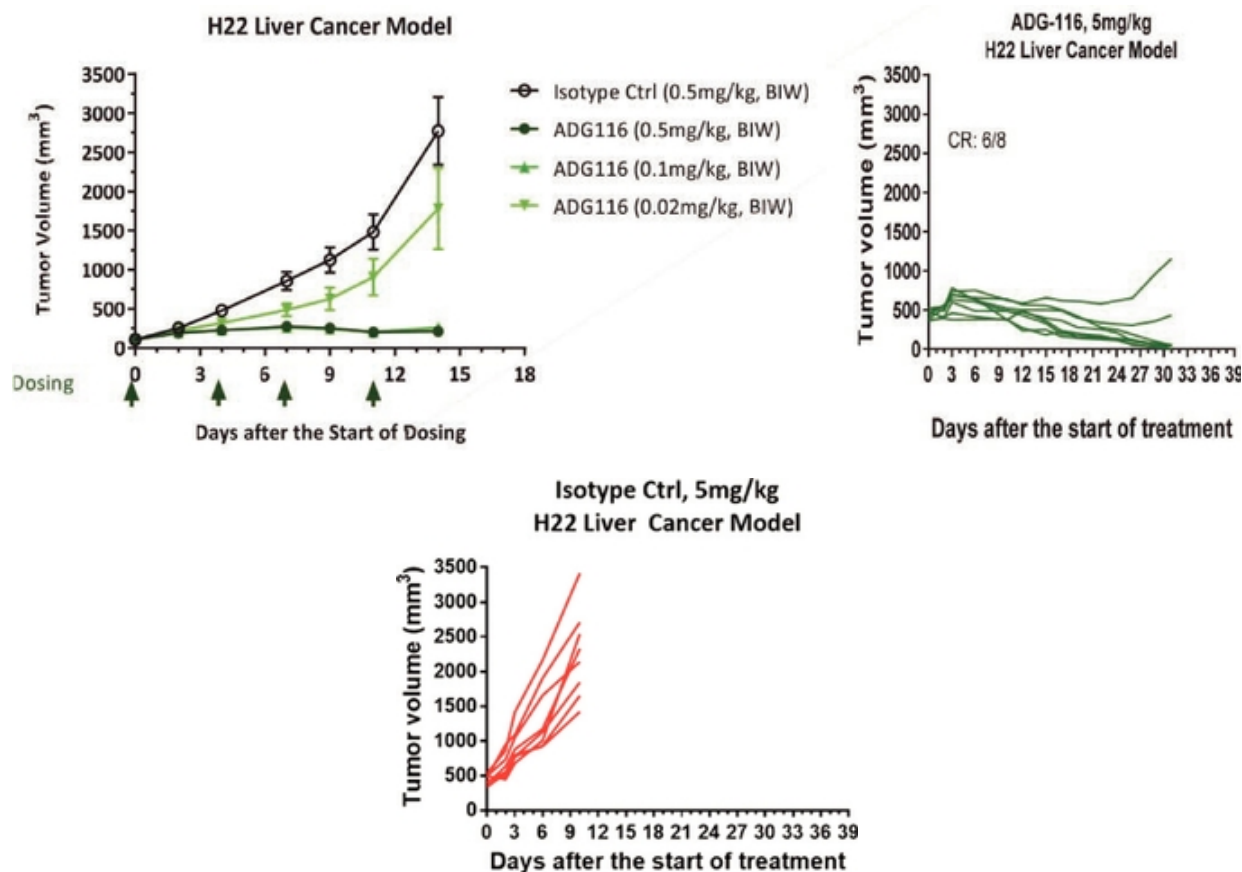 H22 Liver Cancer Model
Tumor Volume (mm³)
3500
3000
2500
2000
1500
1000
500
0
0 3 6 9 12 15 18
Dosing
Days after the Start of Dosing
Isotype Ctrl (0.5mg/kg, BIW)
ADG116 (0.5mg/kg, BIW)
ADG116 (0.1mg/kg, BIW)
ADG116 (0.02mg/kg, BIW)
ADG-116, 5mg/kg
H22 Liver Cancer Model
Tumor volume (mm³)
3500
3000
2500
2000
1500
1000
500
0
CR: 6/8
0 3 6 9 12 15 18 21 24 27 30 33 36 39
Days after the start of treatment
Isotype Ctrl, 5mg/kg
H22 Liver Cancer Model
Tumor volume (mm³)
3500
3000
2500
2000
1500
1000
500
0
0 3 6 9 12 15 18 21 24 27 30 33 36 39
Days after the start of treatment